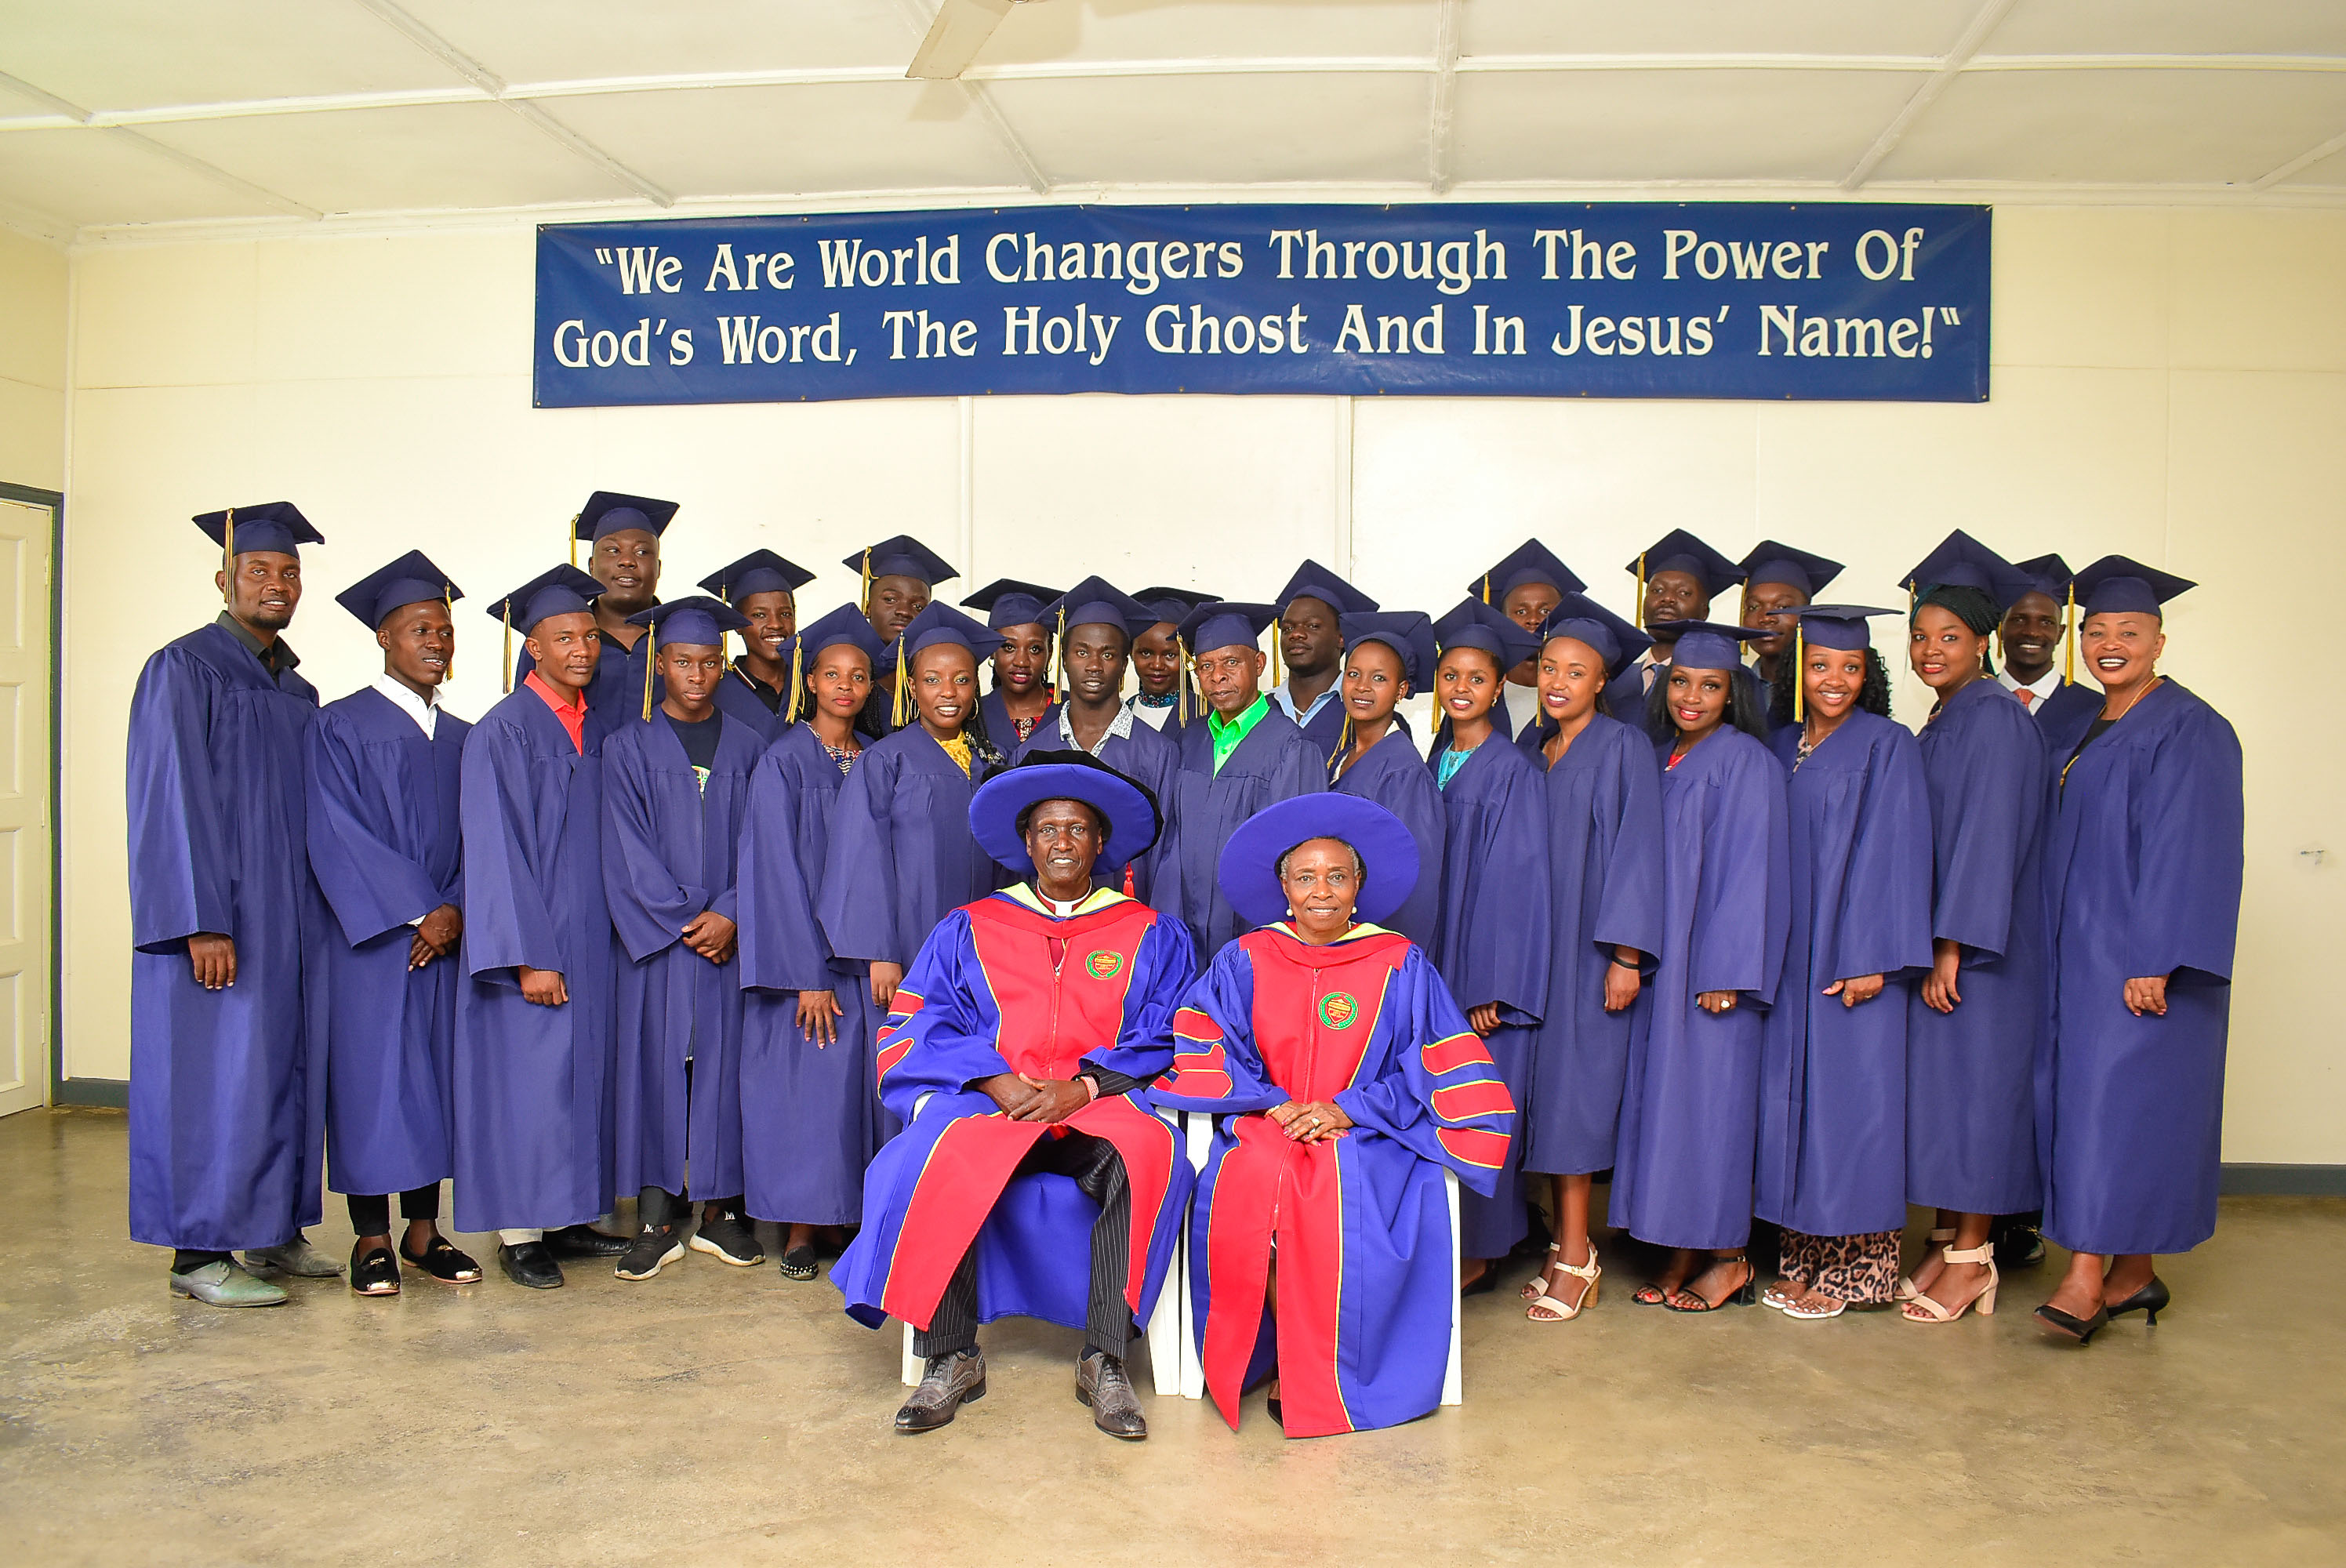 “We Are World Changers Through The Power Of
God's Word, The Holy Ghost And In Jesus' Name!“